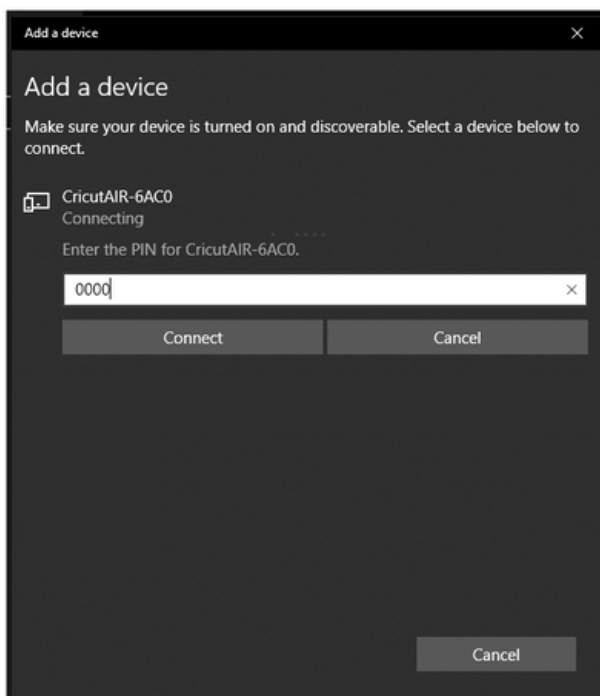 Add a device
Add a device
Make sure your device is turned on and discoverable. Select a device below to
connect.
CricutAIR-6AC0
Connecting
Enter the PIN for CricutAIR-6AC0.
0000
Connect Cancel
Cancel